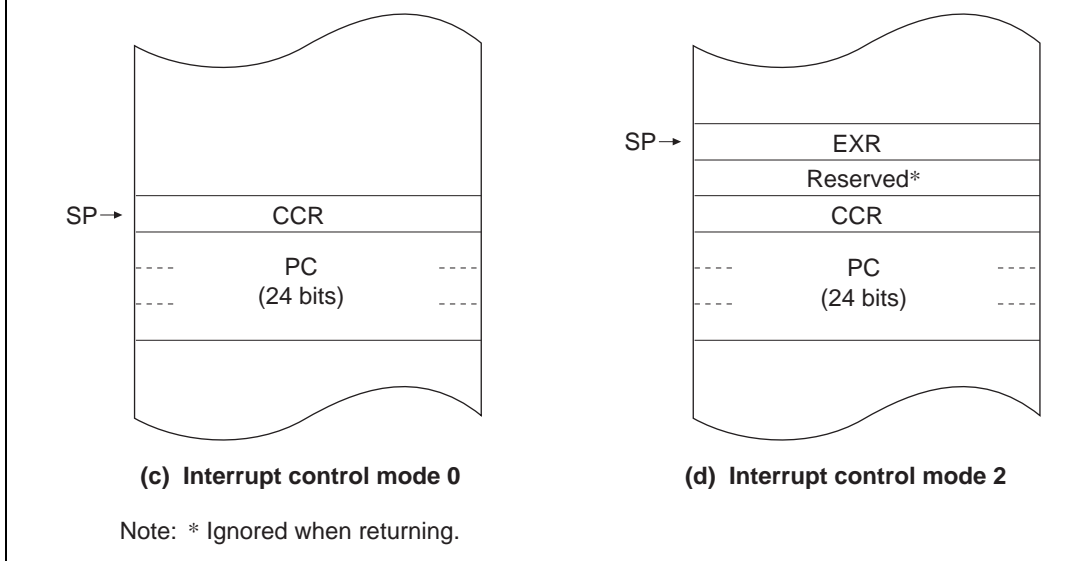 SP→
CCR
PC
(24 bits)
(c) Interrupt control mode 0
SP→
EXR
Reserved*
CCR
PC
(24 bits)
(d) Interrupt control mode 2
Note: * Ignored when returning.